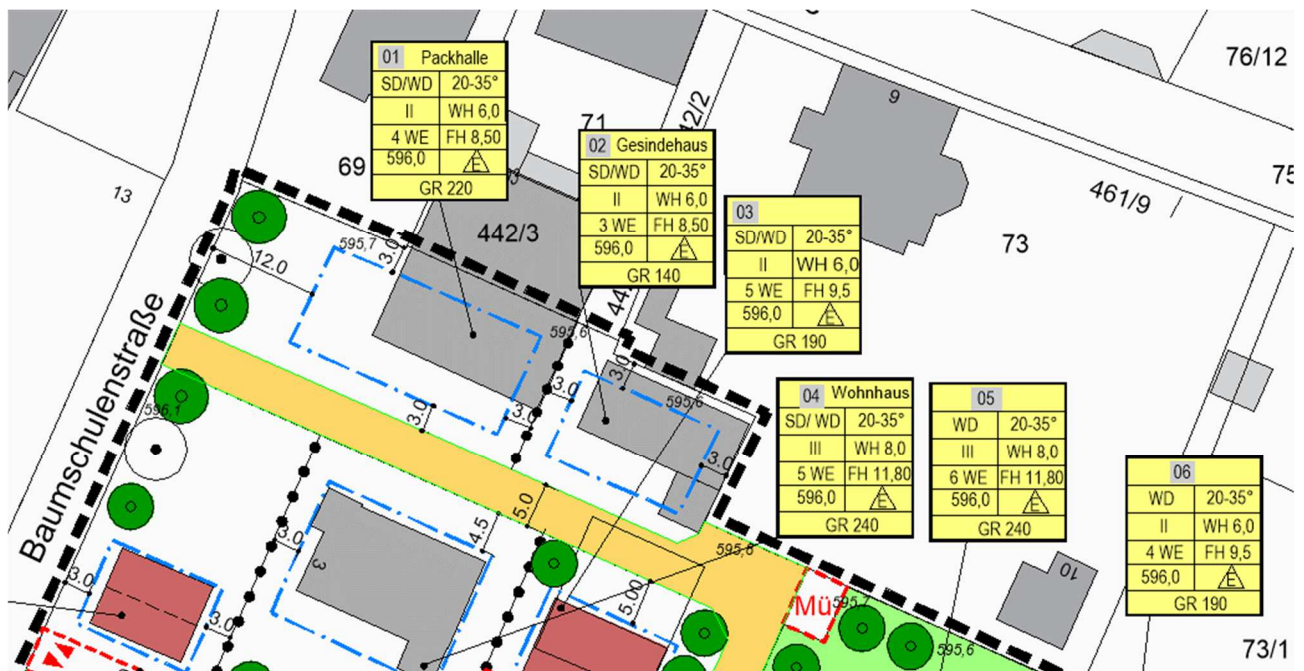 76/12
01 Packhalle
SD/WD 20-35°
II WH 6,0
4 WE FH 8,50
596,0 E
GR 220
9
71
42/2
02 Gesindehaus
SD/WD 20-35°
II WH 6,0
3 WE FH 8,50
596,0 E
GR 140
69
13
461/9
73
442/3
03
SD/WD 20-35°
II WH 6,0
5 WE FH 9,5
596,0 E
GR 190
595,7
3.0
12.0
44
595,6
3.0
3.0
595,6
3.0
3.0
3.0
596,1
04 Wohnhaus
SD/ WD 20-35°
III WH 8,0
5 WE FH 11,80
596,0 E
GR 240
05
WD 20-35°
III WH 8,0
6 WE FH 11,80
596,0 E
GR 240
06
WD 20-35°
II WH 6,0
4 WE FH 9,5
596,0 E
GR 190
Baumschulenstraße
5.0
4.5
3.0
3
3.0
3.0
5.00
595,6
Mü
595,7
595,6
10
73/1